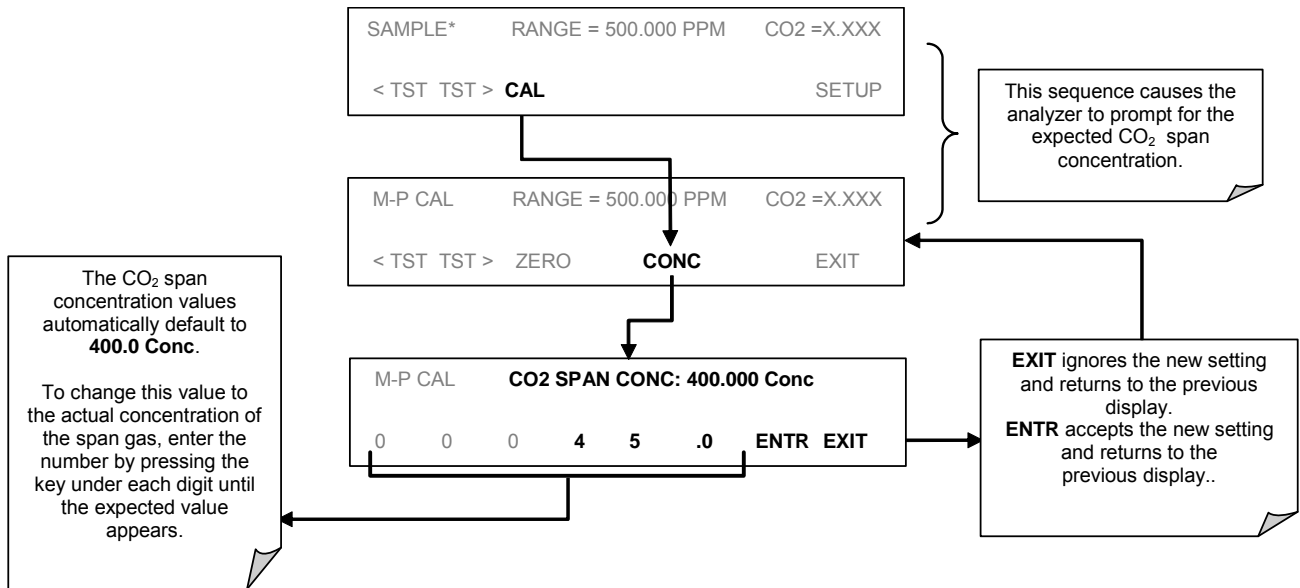 SAMPLE* RANGE = 500.000 PPM CO2 =X.XXX
< TST TST > CAL SETUP
This sequence causes the
analyzer to prompt for the
expected CO₂ span
concentration.
M-P CAL RANGE = 500.000 PPM CO2 =X.XXX
< TST TST > ZERO CONC EXIT
The CO₂ span
concentration values
automatically default to
400.0 Conc.
To change this value to
the actual concentration of
the span gas, enter the
number by pressing the
key under each digit until
the expected value
appears.
M-P CAL CO2 SPAN CONC: 400.000 Conc
0 0 0 4 5 .0 ENTR EXIT
EXIT ignores the new setting
and returns to the previous
display.
ENTR accepts the new setting
and returns to the
previous display..